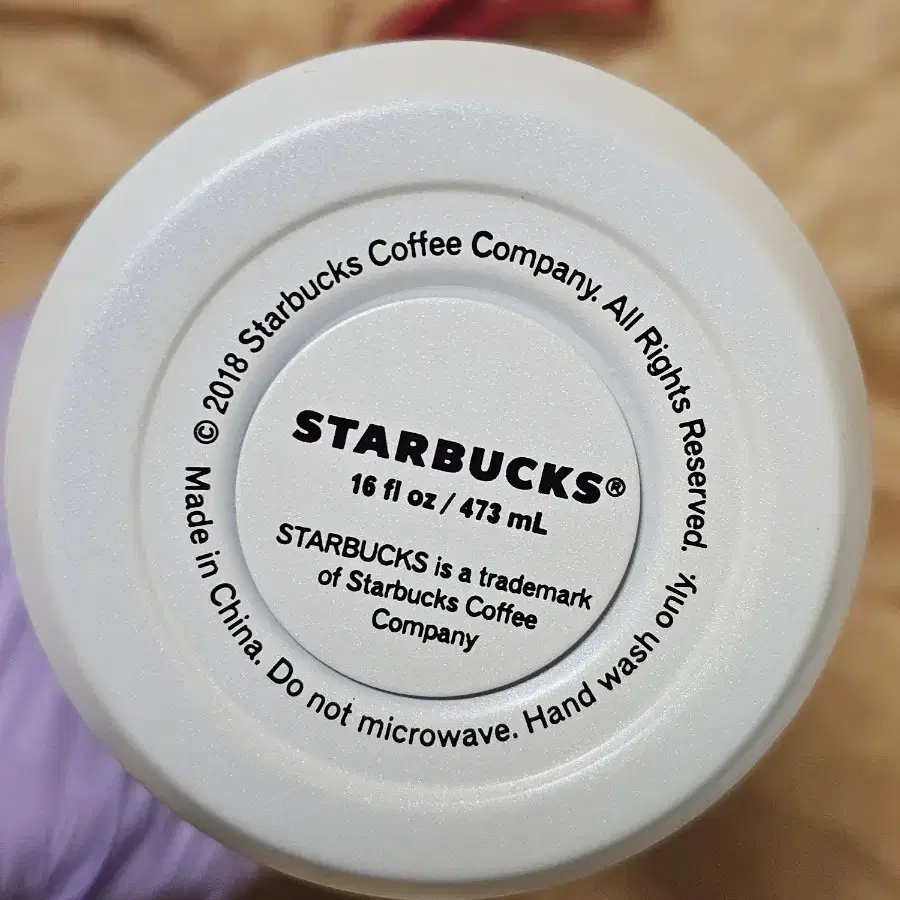 © 2018 Starbucks Coffee Company. All Rights Reserved.
Made in China. Do not microwave. Hand wash only.
STARBUCKS®
16 fl oz / 473 mL
STARBUCKS is a trademark
of Starbucks Coffee
Company